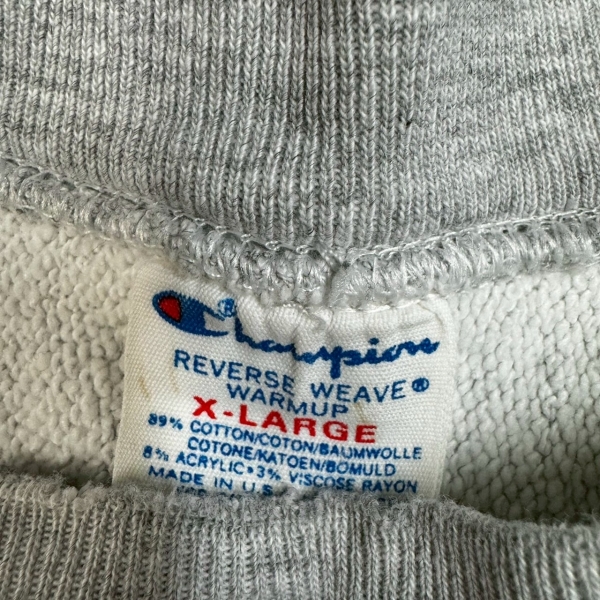 Champion®
REVERSE WEAVE®
WARMUP
X-LARGE
89% COTTON/COTON/BAUMWOLLE
COTONE/KATOEN/BOMULD
8% ACRYLIC•3% VISCOSE RAYON
MADE IN U.S.